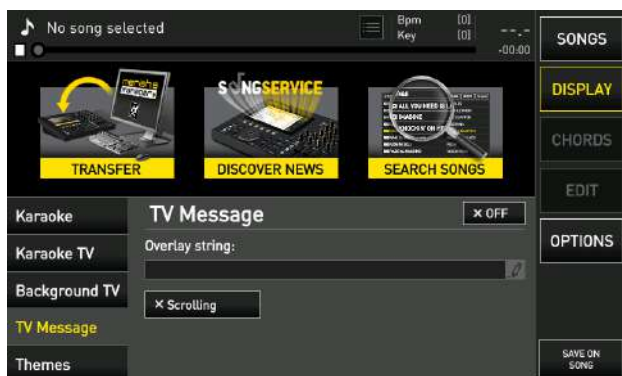 No song selected
Bpm [0]
Key [0]
--.-
-00:00
SONGS
DISPLAY
CHORDS
EDIT
OPTIONS
SAVE ON
SONG
TRANSFER
SONGSERVICE
DISCOVER NEWS
SEARCH SONGS
Karaoke
Karaoke TV
Background TV
TV Message
Themes
TV Message
× OFF
Overlay string:
× Scrolling